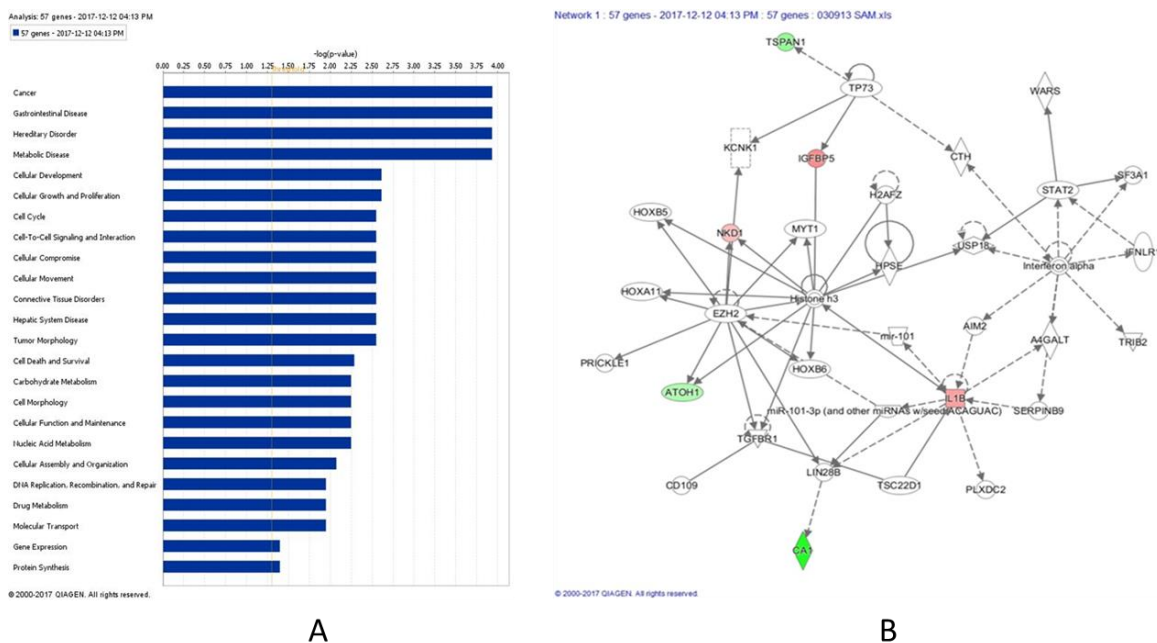 Analysis: 57 genes - 2017-12-12 04:13 PM
57 genes - 2017-12-12 04:13 PM
-log(p-value)
0.00 0.25 0.50 0.75 1.00 1.25 1.50 1.75 2.00 2.25 2.50 2.75 3.00 3.25 3.50 3.75 4.00
Threshold
Cancer
Gastrointestinal Disease
Hereditary Disorder
Metabolic Disease
Cellular Development
Cellular Growth and Proliferation
Cell Cycle
Cell-To-Cell Signaling and Interaction
Cellular Compromise
Cellular Movement
Connective Tissue Disorders
Hepatic System Disease
Tumor Morphology
Cell Death and Survival
Carbohydrate Metabolism
Cell Morphology
Cellular Function and Maintenance
Nucleic Acid Metabolism
Cellular Assembly and Organization
DNA Replication, Recombination, and Repair
Drug Metabolism
Molecular Transport
Gene Expression
Protein Synthesis
© 2000-2017 QIAGEN. All rights reserved.
A
Network 1 : 57 genes - 2017-12-12 04:13 PM : 57 genes : 030913 SAM.xls
TSPAN1
TP73
WARS
KCNK1
IGFBP5
CTH
SF3A1
H2AFZ
STAT2
HOXB5
NKD1
MYT1
USP18
IFNLR1
HPSE
Interferon alpha
HOXA11
Histone h3
EZH2
AIM2
mir-101
A4GALT
TRIB2
PRICKLE1
HOXB6
ATOH1
IL1B
miR-101-3p (and other miRNAs w/seed ACAGUAC)
SERPINB9
TGFBR1
LIN28B
CD109
TSC22D1
PLXDC2
CA1
© 2000-2017 QIAGEN. All rights reserved.
B